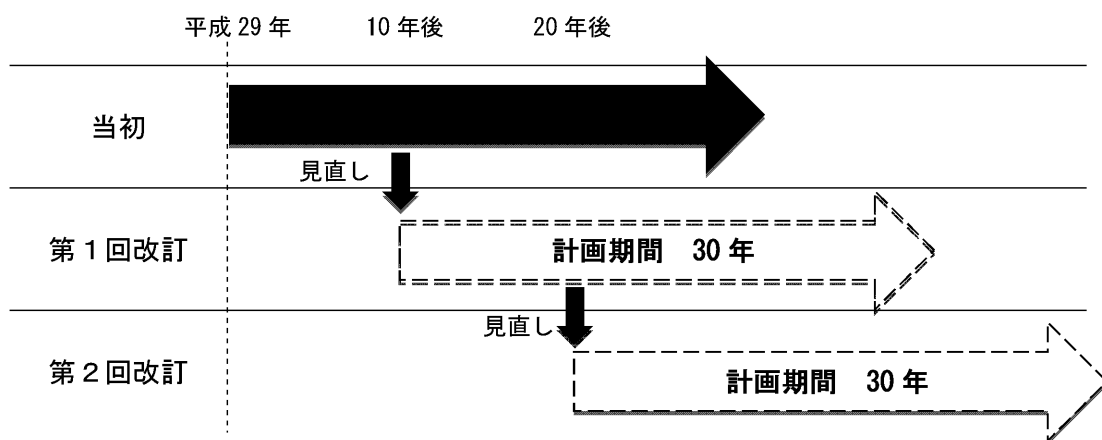 平成 29 年 10 年後 20 年後
当初
見直し
第１回改訂
計画期間 30 年
見直し
第２回改訂
計画期間 30 年